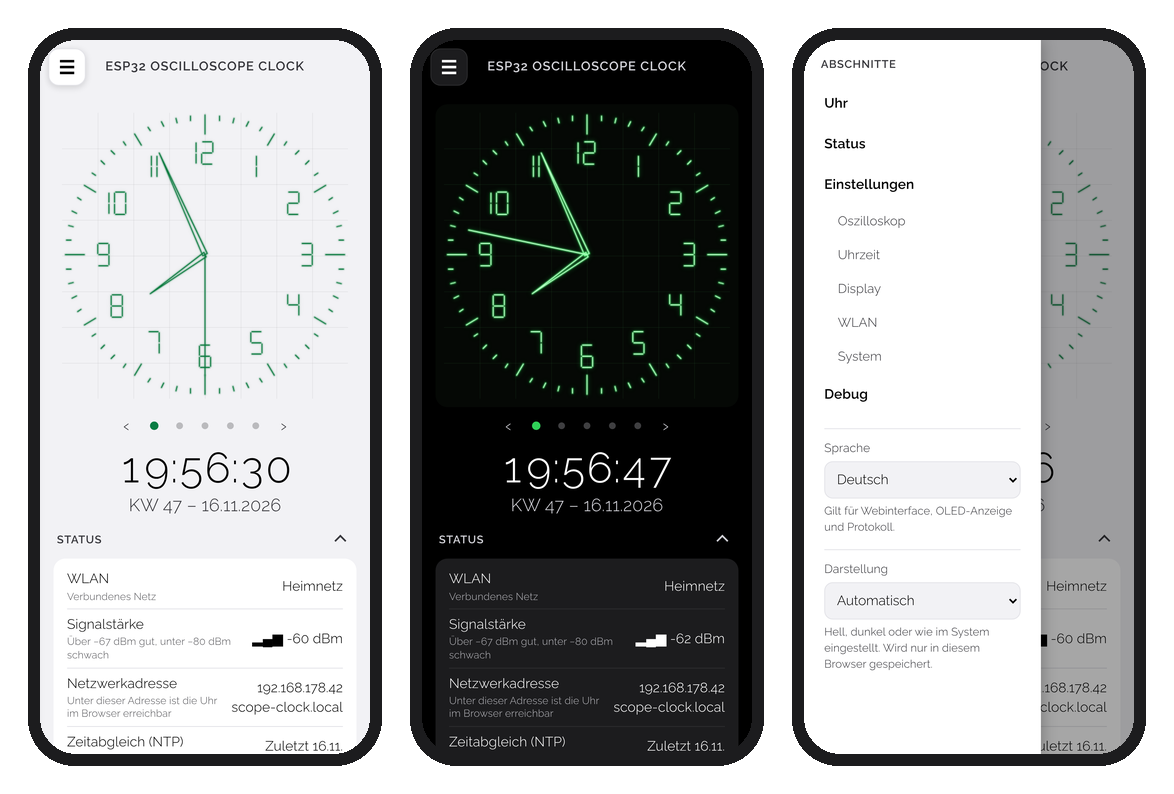 ESP32 OSCILLOSCOPE CLOCK
12
11
1
10
2
9
3
8
4
7
5
6
< >
19:56:30
KW 47 – 16.11.2026
STATUS
WLAN
Verbundenes Netz
Heimnetz
Signalstärke
Über -67 dBm gut, unter -80 dBm
schwach
-60 dBm
Netzwerkadresse
Unter dieser Adresse ist die Uhr
im Browser erreichbar
192.168.178.42
scope-clock.local
Zeitabgleich (NTP)
Zuletzt 16.11.
ESP32 OSCILLOSCOPE CLOCK
12
11
1
10
2
9
3
8
4
7
5
6
< >
19:56:47
KW 47 – 16.11.2026
STATUS
WLAN
Verbundenes Netz
Heimnetz
Signalstärke
Über -67 dBm gut, unter -80 dBm
schwach
-62 dBm
Netzwerkadresse
Unter dieser Adresse ist die Uhr
im Browser erreichbar
192.168.178.42
scope-clock.local
Zeitabgleich (NTP)
Zuletzt 16.11.
ABSCHNITTE
Uhr
Status
Einstellungen
Oszilloskop
Uhrzeit
Display
WLAN
System
Debug
Sprache
Deutsch
Gilt für Webinterface, OLED-Anzeige
und Protokoll.
Darstellung
Automatisch
Hell, dunkel oder wie im System
eingestellt. Wird nur in diesem
Browser gespeichert.
OCK
2
3
4
>
6
6
Heimnetz
-60 dBm
.168.178.42
e-clock.local
uletzt 16.11.